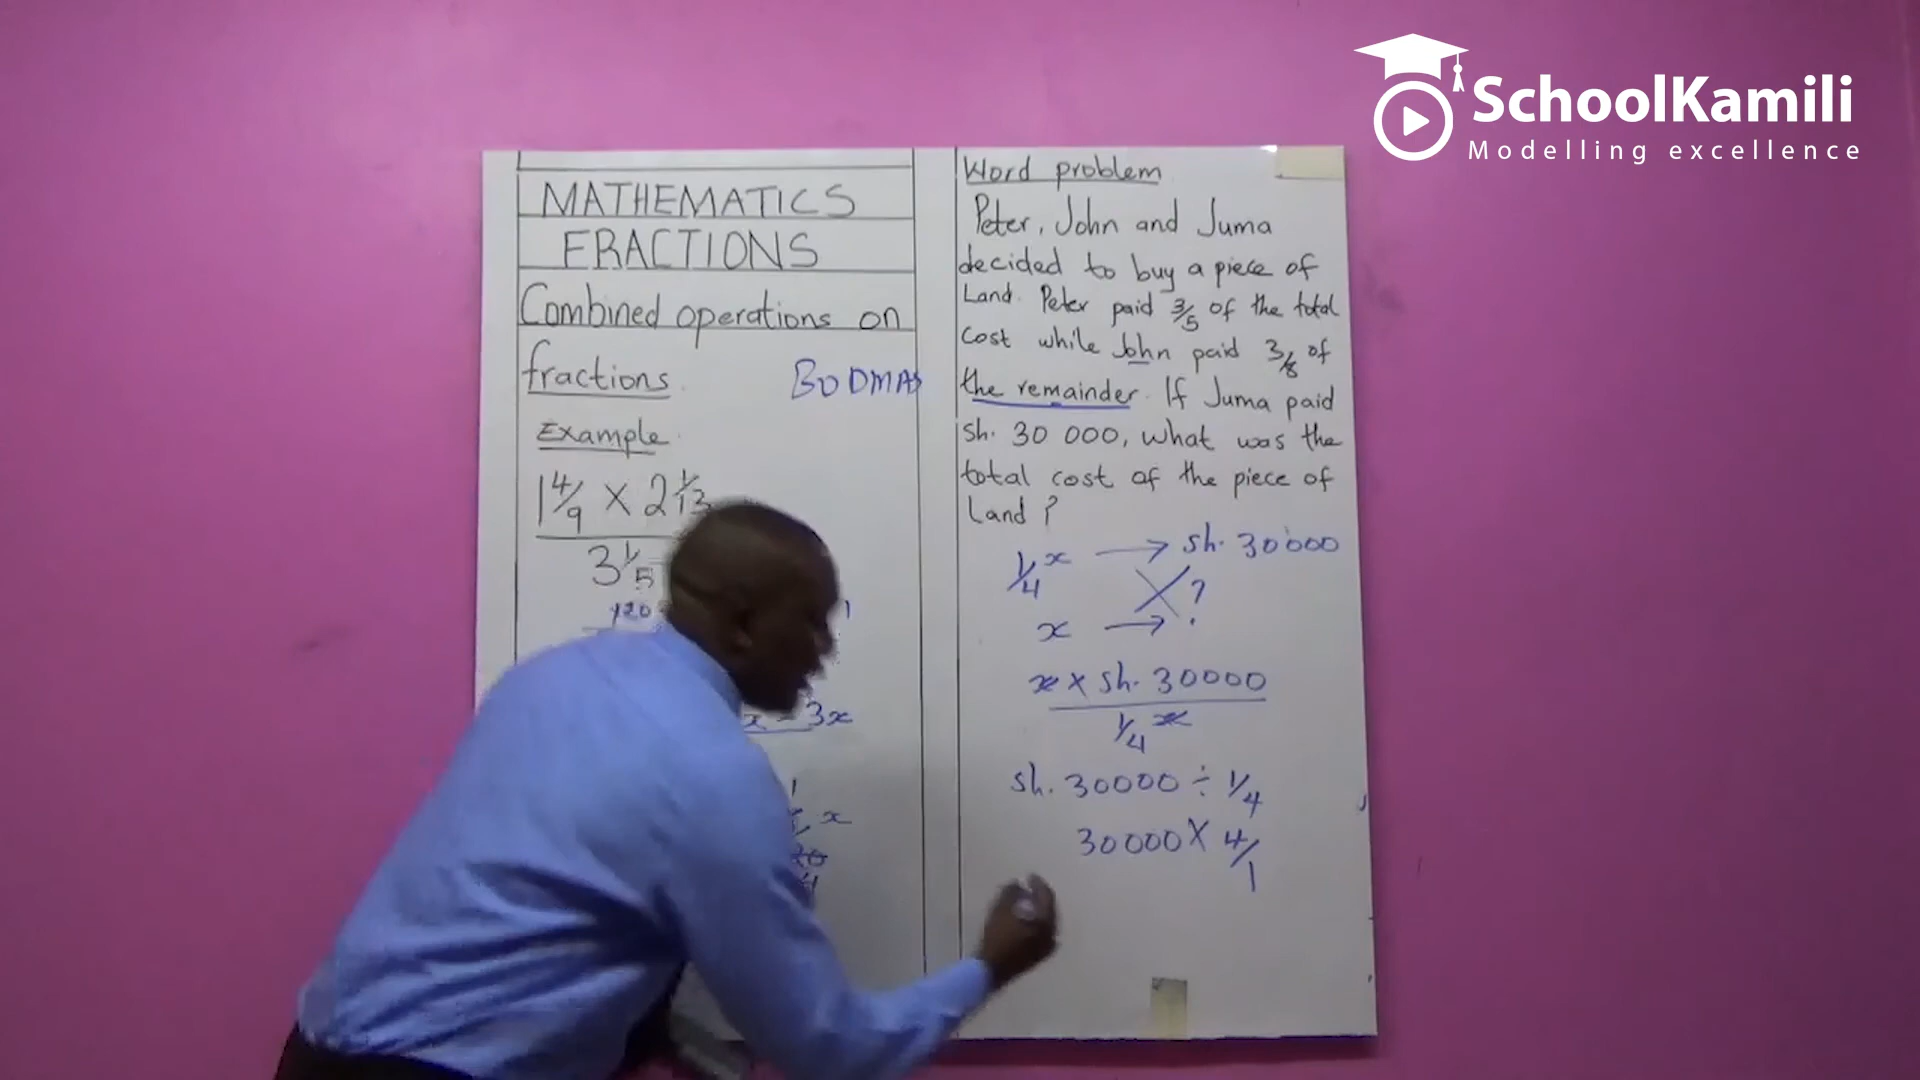 SchoolKamili
Modelling excellence
MATHEMATICS
FRACTIONS
Combined operations on
fractions.
BODMAS
Example
1 4/9 X 2 1/13
3 1/5
120
x - 3x
x
Word problem
Peter, John and Juma
decided to buy a piece of
Land. Peter paid 3/5 of the total
Cost while John paid 3/8 of
the remainder. If Juma paid
Sh. 30 000, what was the
total cost of the piece of
Land?
1/4 x → Sh. 30000
x → ?
x x Sh. 30000
1/4 x
Sh. 30000 ÷ 1/4
30000 X 4/1